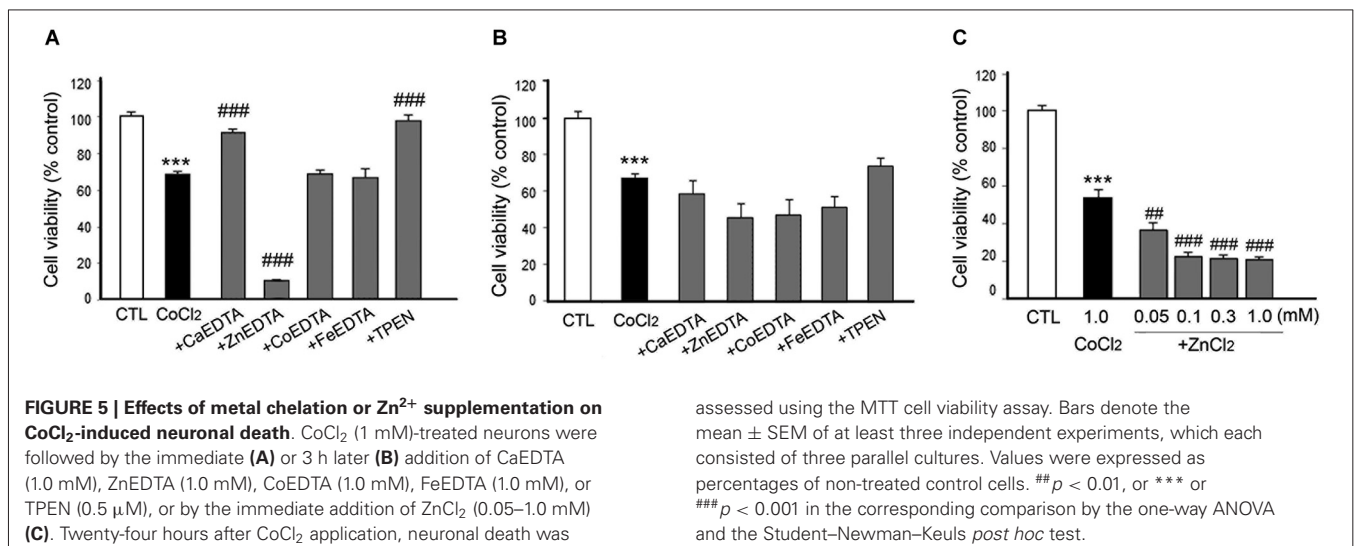 A
Cell viability (% control)
120
100
80
60
40
20
0
***
###
###
###
CTL
CoCl₂
+CaEDTA
+ZnEDTA
+CoEDTA
+FeEDTA
+TPEN
B
Cell viability (% control)
120
100
80
60
40
20
0
***
CTL
CoCl₂
+CaEDTA
+ZnEDTA
+CoEDTA
+FeEDTA
+TPEN
C
Cell viability (% control)
120
100
80
60
40
20
0
***
##
###
###
###
CTL
1.0
0.05 0.1 0.3 1.0 (mM)
CoCl₂
+ZnCl₂
FIGURE 5 | Effects of metal chelation or Zn²⁺ supplementation on
CoCl₂-induced neuronal death. CoCl₂ (1 mM)-treated neurons were
followed by the immediate (A) or 3 h later (B) addition of CaEDTA
(1.0 mM), ZnEDTA (1.0 mM), CoEDTA (1.0 mM), FeEDTA (1.0 mM), or
TPEN (0.5 μM), or by the immediate addition of ZnCl₂ (0.05–1.0 mM)
(C). Twenty-four hours after CoCl₂ application, neuronal death was
assessed using the MTT cell viability assay. Bars denote the
mean ± SEM of at least three independent experiments, which each
consisted of three parallel cultures. Values were expressed as
percentages of non-treated control cells. ##p < 0.01, or *** or
###p < 0.001 in the corresponding comparison by the one-way ANOVA
and the Student–Newman–Keuls post hoc test.